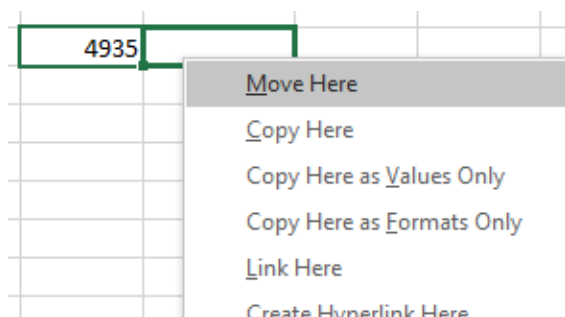 4935
Move Here
Copy Here
Copy Here as Values Only
Copy Here as Formats Only
Link Here
Create Hyperlink Here